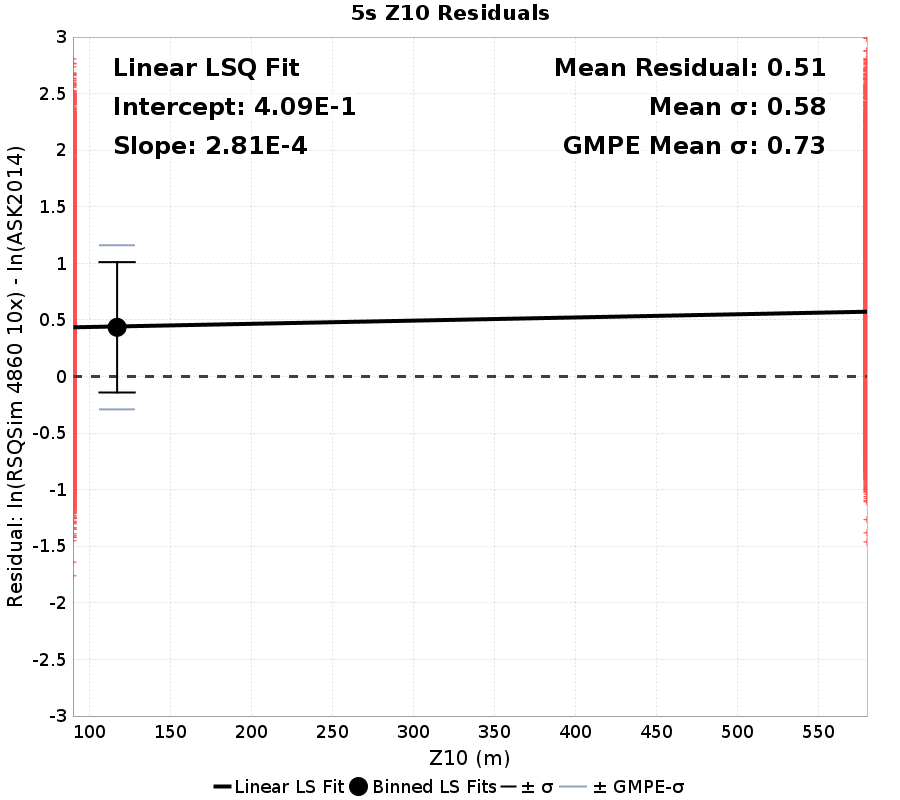 5s Z10 Residuals
Linear LSQ Fit
Intercept: 4.09E-1
Slope: 2.81E-4
Mean Residual: 0.51
Mean σ: 0.58
GMPE Mean σ: 0.73
Residual: ln(RSQSim 4860 10x) - ln(ASK2014)
3
2.5
2
1.5
1
0.5
0
-0.5
-1
-1.5
-2
-2.5
-3
100 150 200 250 300 350 400 450 500 550
Z10 (m)
Linear LS Fit Binned LS Fits ± σ ± GMPE-σ